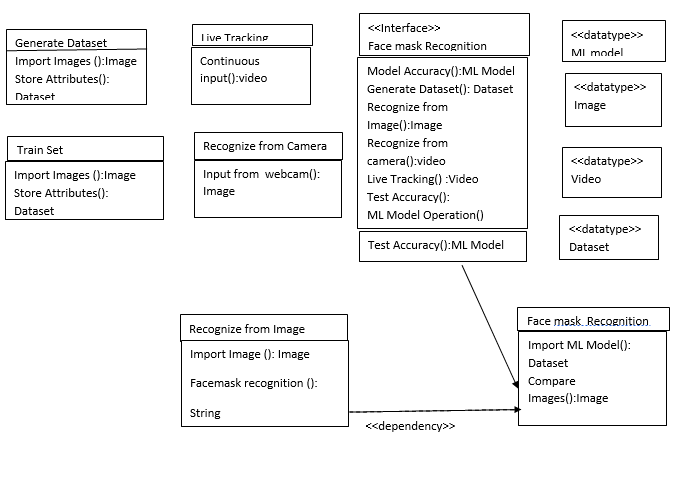 Generate Dataset
Import Images ():Image
Store Attributes():
Dataset
Live Tracking
Continuous
input():video
<<Interface>>
Face mask Recognition
Model Accuracy():ML Model
Generate Dataset(): Dataset
Recognize from
Image():Image
Recognize from
camera():video
Live Tracking() :Video
Test Accuracy():
ML Model Operation()
Test Accuracy():ML Model
<<datatype>>
ML model
<<datatype>>
Image
<<datatype>>
Video
<<datatype>>
Dataset
Train Set
Import Images ():Image
Store Attributes():
Dataset
Recognize from Camera
Input from webcam():
Image
Recognize from Image
Import Image (): Image
Facemask recognition ():
String
<<dependency>>
Face mask Recognition
Import ML Model():
Dataset
Compare
Images():Image